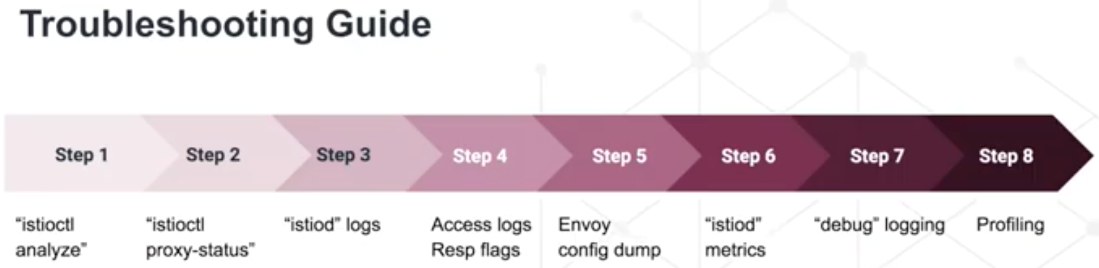 Troubleshooting Guide
Step 1
Step 2
Step 3
Step 4
Step 5
Step 6
Step 7
Step 8
“istioctl
analyze”
“istioctl
proxy-status”
“istiod” logs
Access logs
Resp flags
Envoy
config dump
“istiod”
metrics
“debug” logging
Profiling